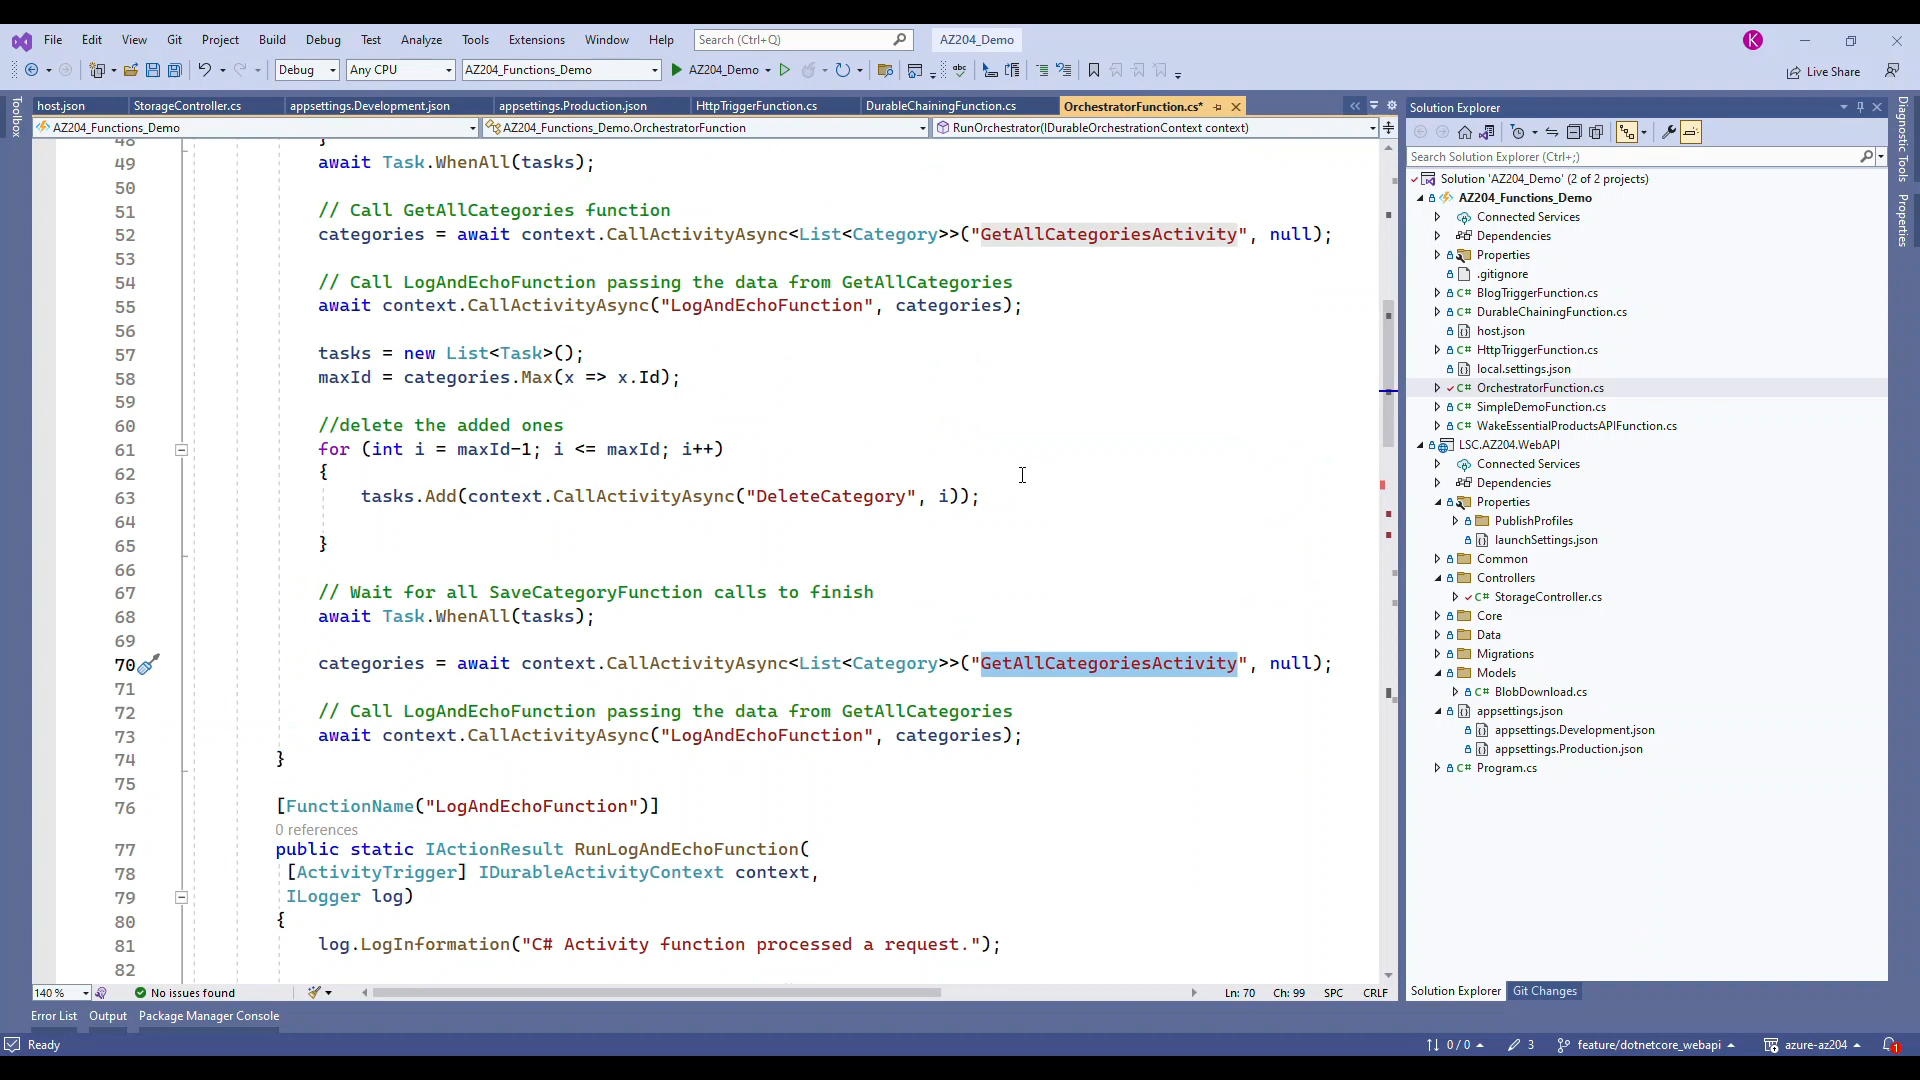 File Edit View Git Project Build Debug Test Analyze Tools Extensions Window Help Search (Ctrl+Q) AZ204_Demo K
Debug Any CPU AZ204_Functions_Demo AZ204_Demo Live Share
host.json StorageController.cs appsettings.Development.json appsettings.Production.json HttpTriggerFunction.cs DurableChainingFunction.cs OrchestratorFunction.cs*
AZ204_Functions_Demo AZ204_Functions_Demo.OrchestratorFunction RunOrchestrator(IDurableOrchestrationContext context)
Toolbox
48 }
49 await Task.WhenAll(tasks);
50
51 // Call GetAllCategories function
52 categories = await context.CallActivityAsync<List<Category>>("GetAllCategoriesActivity", null);
53
54 // Call LogAndEchoFunction passing the data from GetAllCategories
55 await context.CallActivityAsync("LogAndEchoFunction", categories);
56
57 tasks = new List<Task>();
58 maxId = categories.Max(x => x.Id);
59
60 //delete the added ones
61 for (int i = maxId-1; i <= maxId; i++)
62 {
63 tasks.Add(context.CallActivityAsync("DeleteCategory", i));
64
65 }
66
67 // Wait for all SaveCategoryFunction calls to finish
68 await Task.WhenAll(tasks);
69
70 categories = await context.CallActivityAsync<List<Category>>("GetAllCategoriesActivity", null);
71
72 // Call LogAndEchoFunction passing the data from GetAllCategories
73 await context.CallActivityAsync("LogAndEchoFunction", categories);
74 }
75
76 [FunctionName("LogAndEchoFunction")]
0 references
77 public static IActionResult RunLogAndEchoFunction(
78 [ActivityTrigger] IDurableActivityContext context,
79 ILogger log)
80 {
81 log.LogInformation("C# Activity function processed a request.");
82
140 % No issues found Ln: 70 Ch: 99 SPC CRLF
Solution Explorer
Search Solution Explorer (Ctrl+;)
Solution 'AZ204_Demo' (2 of 2 projects)
AZ204_Functions_Demo
Connected Services
Dependencies
Properties
.gitignore
C# BlogTriggerFunction.cs
C# DurableChainingFunction.cs
host.json
C# HttpTriggerFunction.cs
local.settings.json
C# OrchestratorFunction.cs
C# SimpleDemoFunction.cs
C# WakeEssentialProductsAPIFunction.cs
LSC.AZ204.WebAPI
Connected Services
Dependencies
Properties
PublishProfiles
launchSettings.json
Common
Controllers
C# StorageController.cs
Core
Data
Migrations
Models
C# BlobDownload.cs
appsettings.json
appsettings.Development.json
appsettings.Production.json
C# Program.cs
Solution Explorer Git Changes
Diagnostic Tools
Properties
Error List Output Package Manager Console
Ready 0 / 0 3 feature/dotnetcore_webapi azure-az204 1